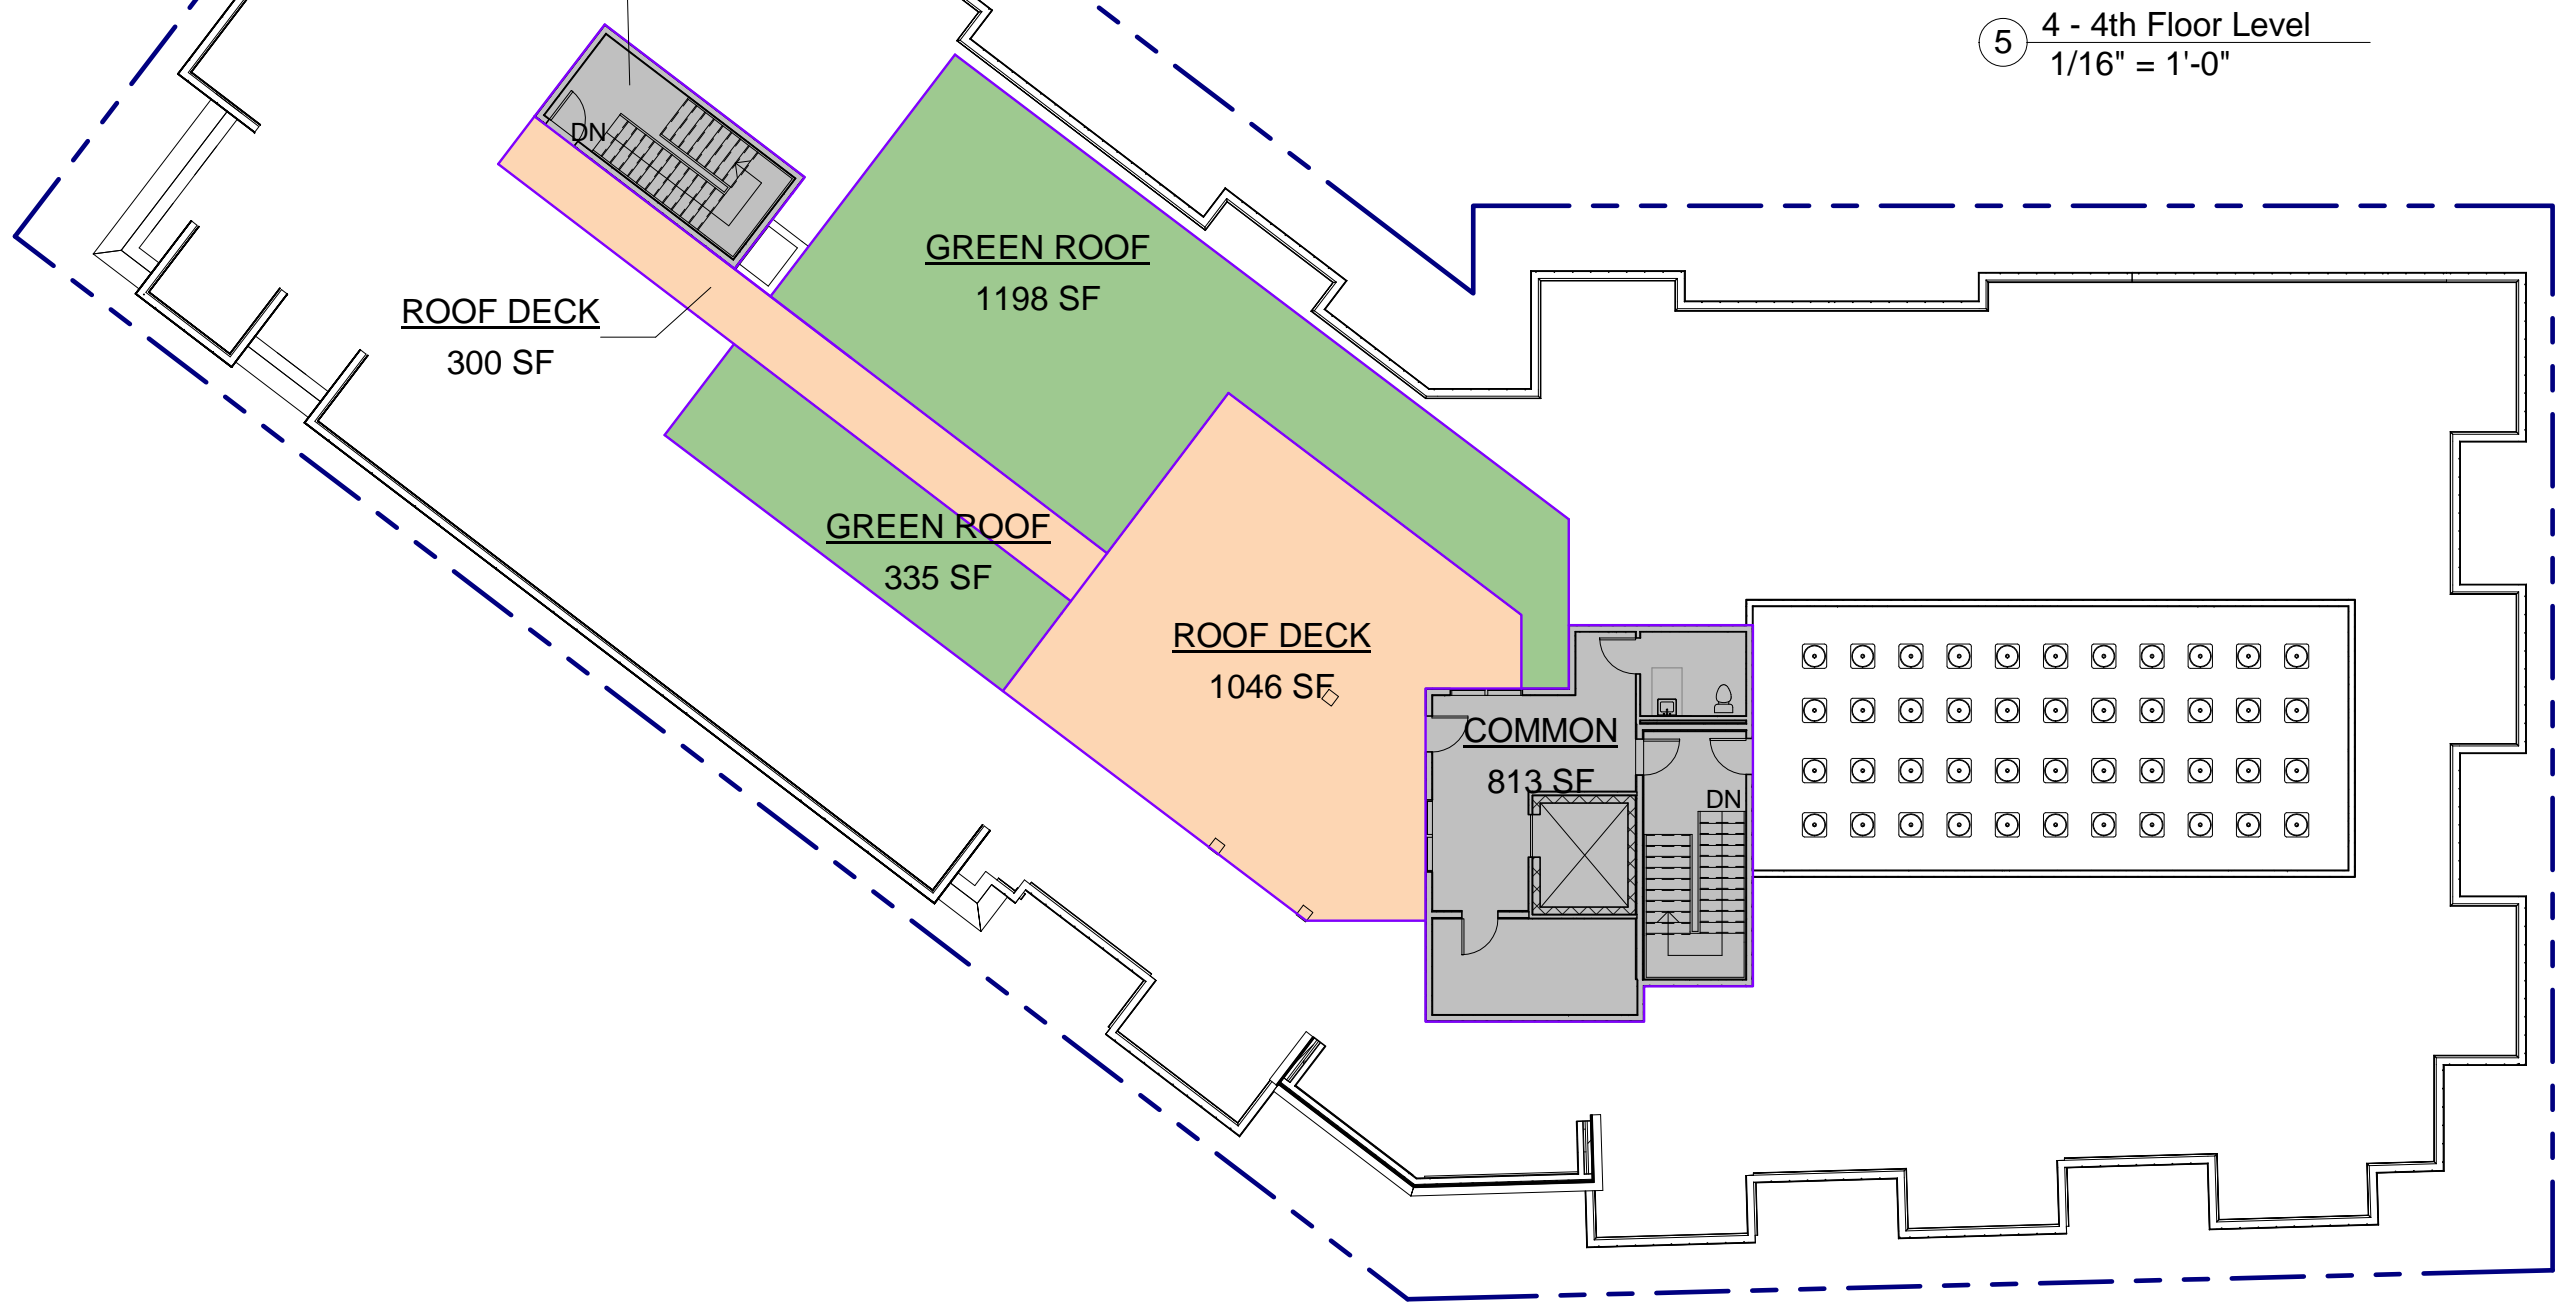 5
4 - 4th Floor Level
1/16" = 1'-0"
DN
GREEN ROOF
1198 SF
ROOF DECK
300 SF
GREEN ROOF
335 SF
ROOF DECK
1046 SF
COMMON
813 SF
DN